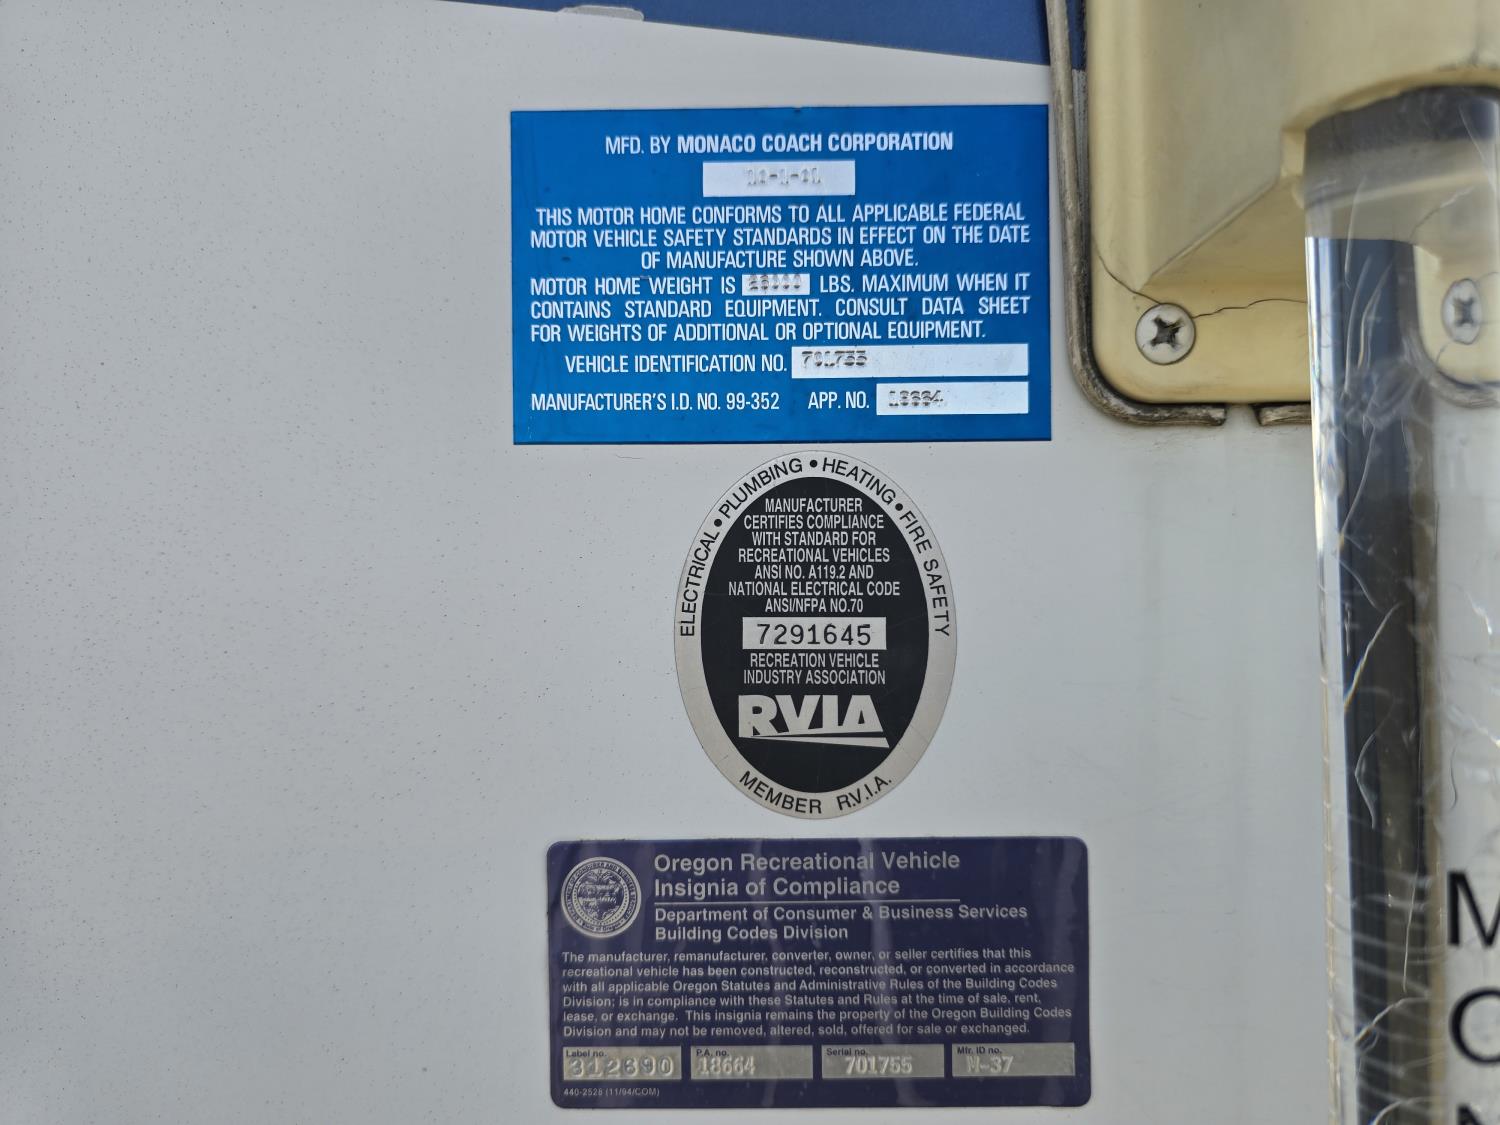 MFD. BY MONACO COACH CORPORATION
THIS MOTOR HOME CONFORMS TO ALL APPLICABLE FEDERAL
MOTOR VEHICLE SAFETY STANDARDS IN EFFECT ON THE DATE
OF MANUFACTURE SHOWN ABOVE.
MOTOR HOME WEIGHT IS LBS. MAXIMUM WHEN IT
CONTAINS STANDARD EQUIPMENT. CONSULT DATA SHEET
FOR WEIGHTS OF ADDITIONAL OR OPTIONAL EQUIPMENT.
VEHICLE IDENTIFICATION NO. 701755
MANUFACTURER'S I.D. NO. 99-352 APP. NO. 18664
ELECTRICAL • PLUMBING • HEATING • FIRE SAFETY
MANUFACTURER
CERTIFIES COMPLIANCE
WITH STANDARD FOR
RECREATIONAL VEHICLES
ANSI NO. A119.2 AND
NATIONAL ELECTRICAL CODE
ANSI/NFPA NO.70
7291645
RECREATION VEHICLE
INDUSTRY ASSOCIATION
RVIA
MEMBER R.V.I.A.
Oregon Recreational Vehicle
Insignia of Compliance
Department of Consumer & Business Services
Building Codes Division
The manufacturer, remanufacturer, converter, owner, or seller certifies that this
recreational vehicle has been constructed, reconstructed, or converted in accordance
with all applicable Oregon Statutes and Administrative Rules of the Building Codes
Division; is in compliance with these Statutes and Rules at the time of sale, rent,
lease, or exchange. This insignia remains the property of the Oregon Building Codes
Division and may not be removed, altered, sold, offered for sale or exchanged.
Label no. P.A. no. Serial no. Mfr. ID no.
312690 18664 701755 M-37
440-2528 (11/94/COM)
M